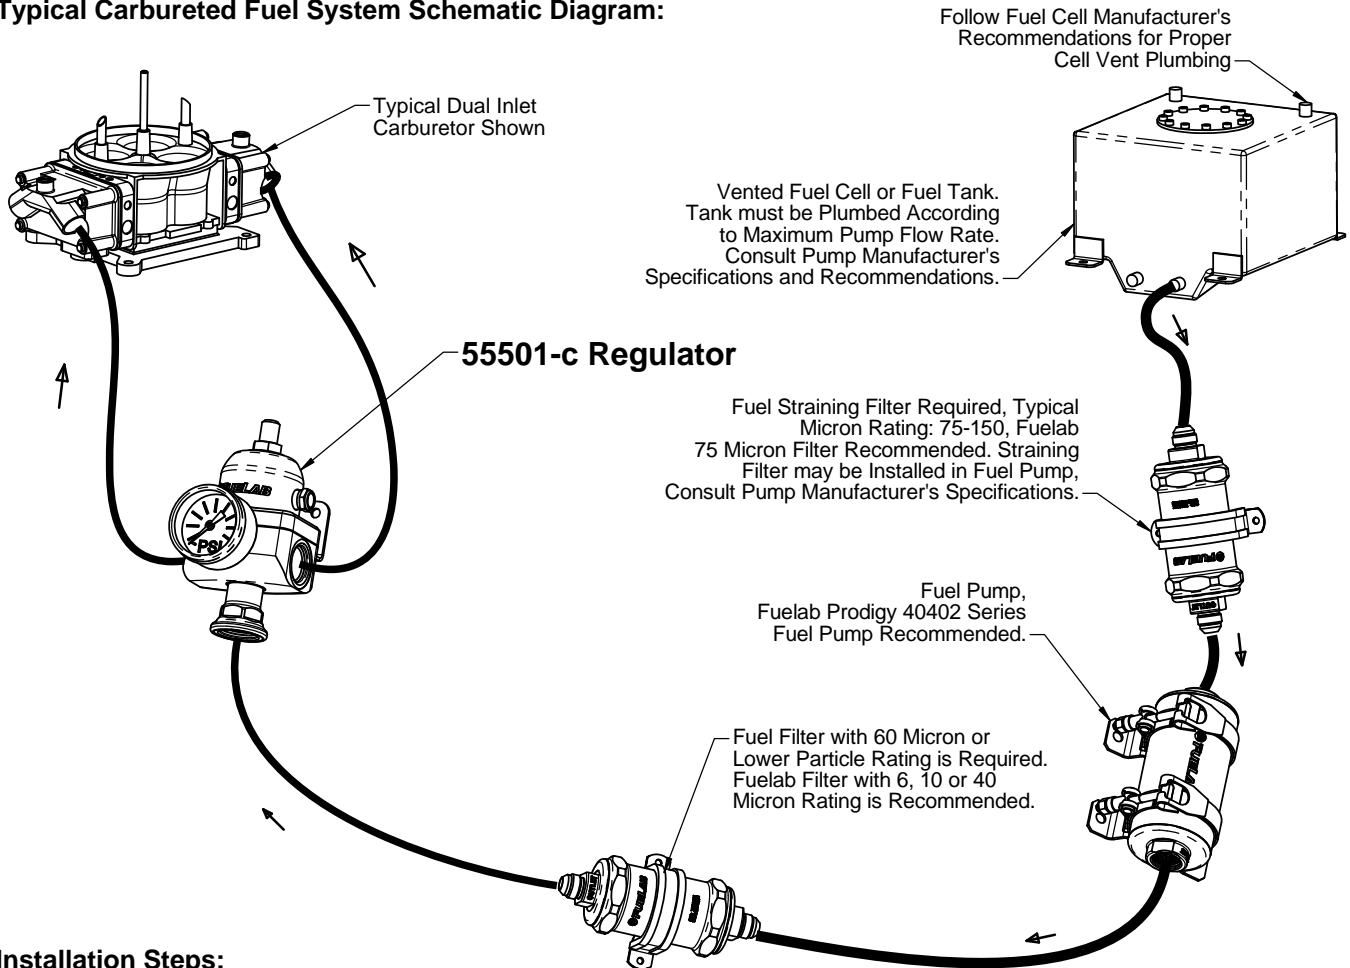 Typical Carbureted Fuel System Schematic Diagram:
Follow Fuel Cell Manufacturer's
Recommendations for Proper
Cell Vent Plumbing
Typical Dual Inlet
Carburetor Shown
Vented Fuel Cell or Fuel Tank.
Tank must be Plumbed According
to Maximum Pump Flow Rate.
Consult Pump Manufacturer's
Specifications and Recommendations.
55501-c Regulator
Fuel Straining Filter Required, Typical
Micron Rating: 75-150, Fuelab
75 Micron Filter Recommended. Straining
Filter may be Installed in Fuel Pump,
Consult Pump Manufacturer's Specifications.
PSI
FUELAB
Fuel Pump,
Fuelab Prodigy 40402 Series
Fuel Pump Recommended.
Fuel Filter with 60 Micron or
Lower Particle Rating is Required.
Fuelab Filter with 6, 10 or 40
Micron Rating is Recommended.
FUELAB
Installation Steps: